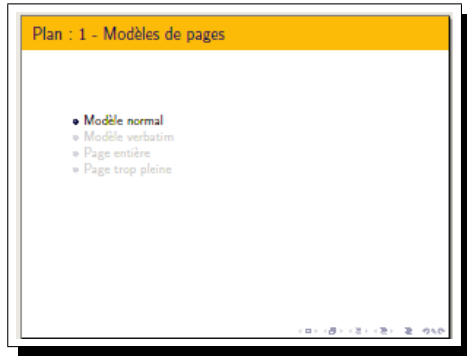 Plan : 1 - Modèles de pages
Modèle normal
Modèle verbatim
Page entière
Page trop pleine